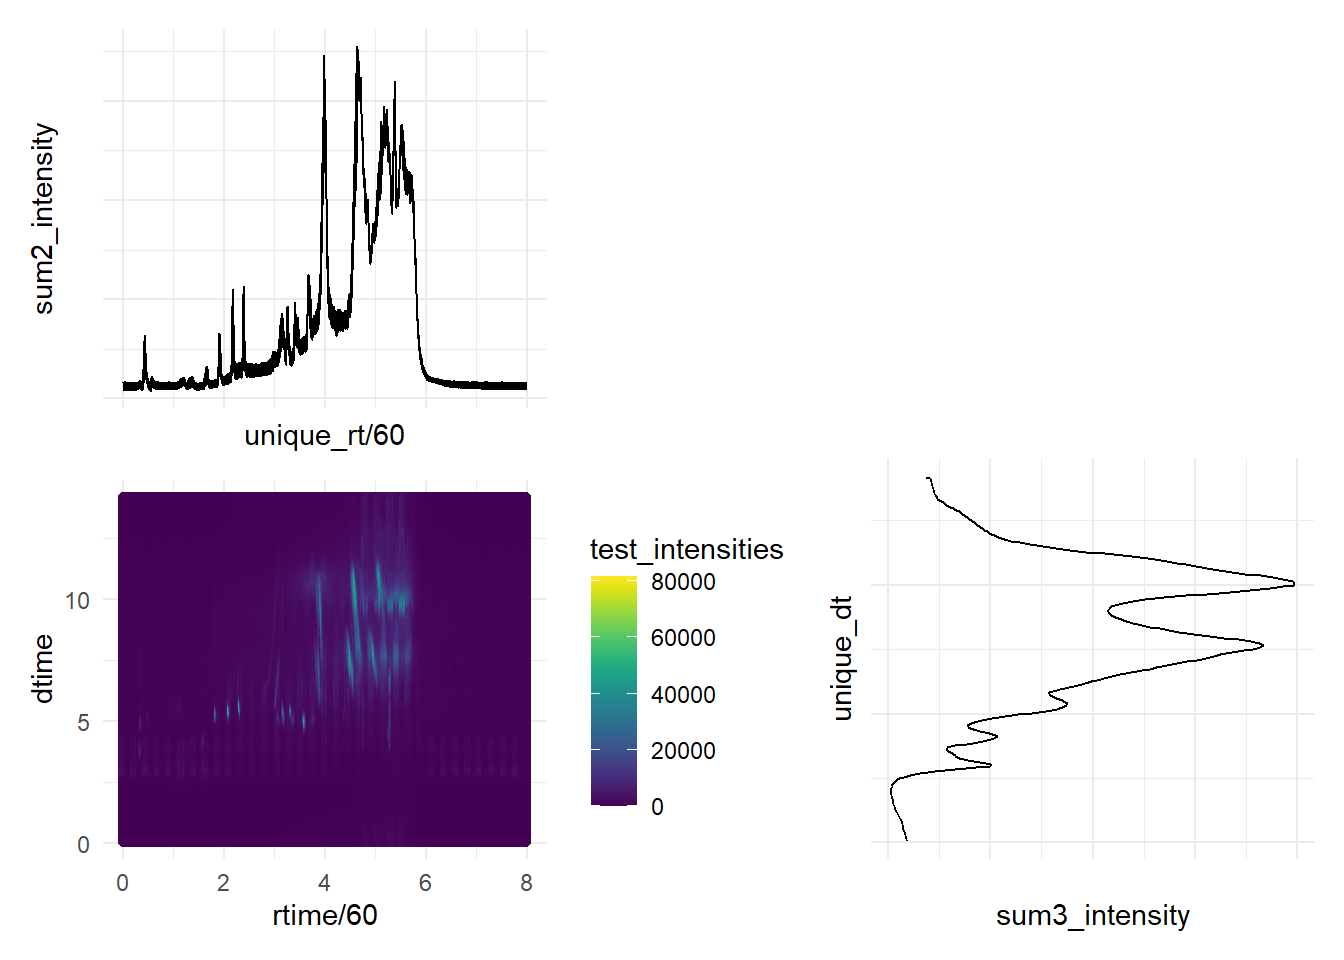 sum2_intensity
unique_rt/60
dtime
10
5
0
0 2 4 6 8
rtime/60
test_intensities
80000
60000
40000
20000
0
unique_dt
sum3_intensity